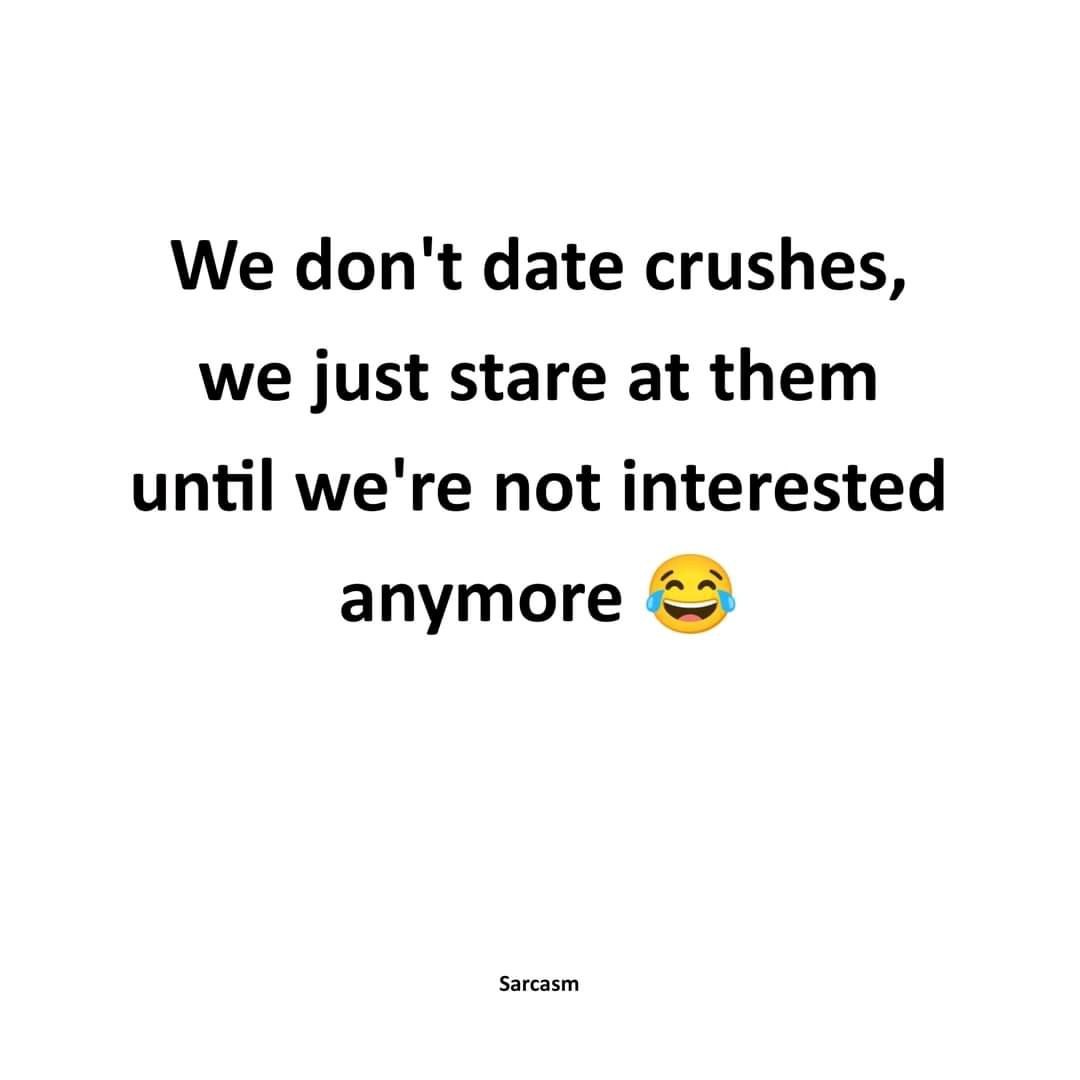 We don't date crushes,
we just stare at them
until we're not interested
anymore 😂
Sarcasm